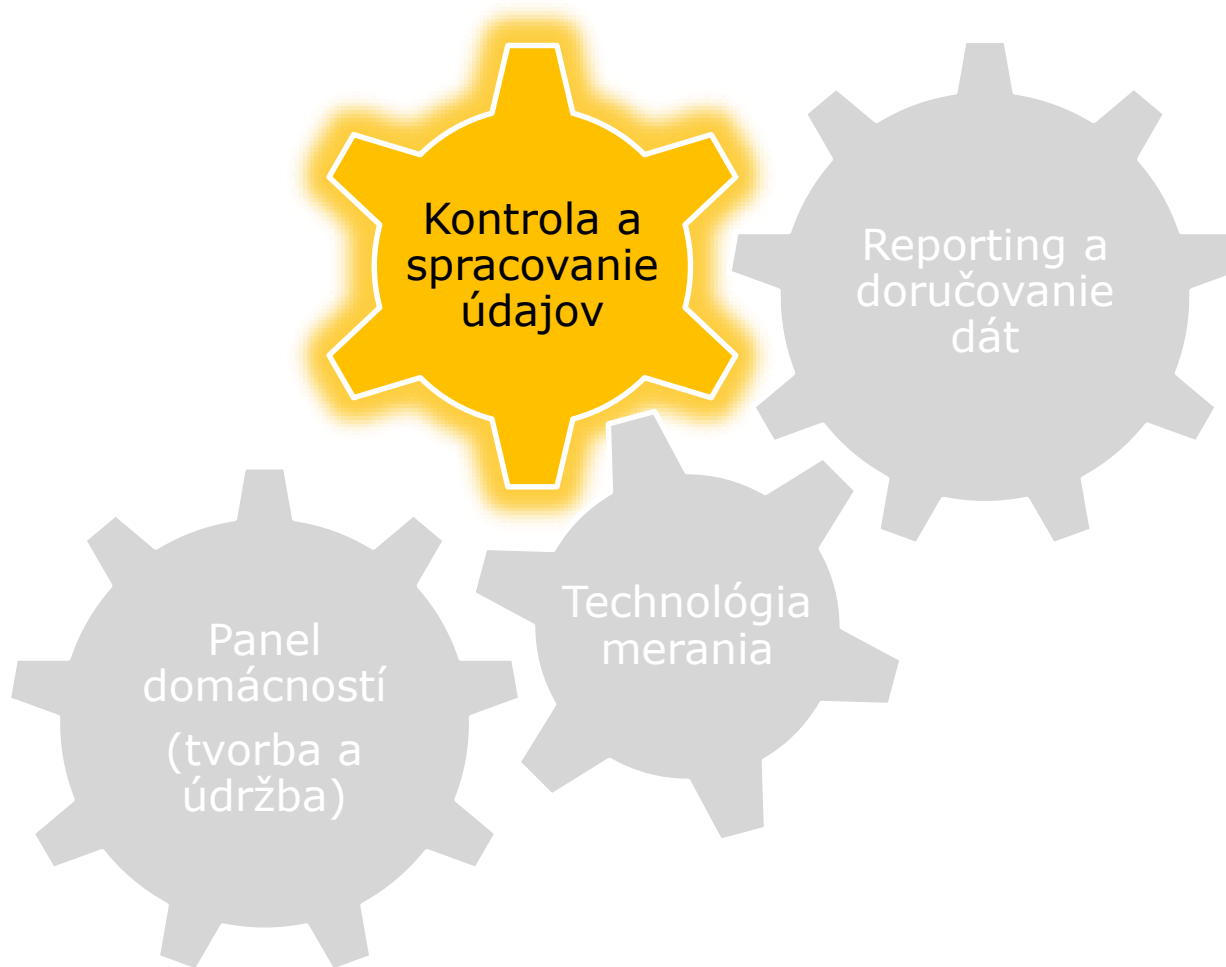 Kontrola a
spracovanie
údajov
Reporting a
doručovanie
dát
Technológia
merania
Panel
domácností
(tvorba a
údržba)